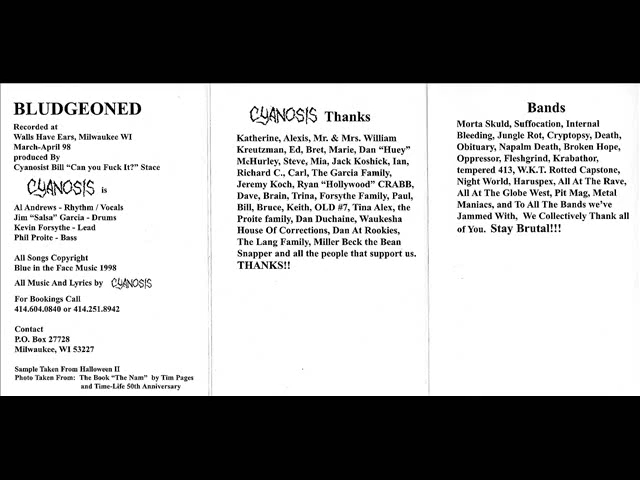 BLUDGEONED
Recorded at
Walls Have Ears, Milwaukee WI
March-April 98
produced By
Cyanosist Bill "Can you Fuck It?" Stace
CYANOSIS is
Al Andrews - Rhythm / Vocals
Jim "Salsa" Garcia - Drums
Kevin Forsythe - Lead
Phil Proite - Bass
All Songs Copyright
Blue in the Face Music 1998
All Music And Lyrics by CYANOSIS
For Bookings Call
414.604.0840 or 414.251.8942
Contact
P.O. Box 27728
Milwaukee, WI 53227
Sample Taken From Halloween II
Photo Taken From: The Book "The Nam" by Tim Pages
and Time-Life 50th Anniversary
CYANOSIS Thanks
Katherine, Alexis, Mr. & Mrs. William
Kreutzman, Ed, Bret, Marie, Dan "Huey"
McHurley, Steve, Mia, Jack Koshick, Ian,
Richard C., Carl, The Garcia Family,
Jeremy Koch, Ryan "Hollywood" CRABB,
Dave, Brain, Trina, Forsythe Family, Paul,
Bill, Bruce, Keith, OLD #7, Tina Alex, the
Proite family, Dan Duchaine, Waukesha
House Of Corrections, Dan At Rookies,
The Lang Family, Miller Beck the Bean
Snapper and all the people that support us.
THANKS!!
Bands
Morta Skuld, Suffocation, Internal
Bleeding, Jungle Rot, Cryptopsy, Death,
Obituary, Napalm Death, Broken Hope,
Oppressor, Fleshgrind, Krabathor,
tempered 413, W.K.T. Rotted Capstone,
Night World, Haruspex, All At The Rave,
All At The Globe West, Pit Mag, Metal
Maniacs, and To All The Bands we've
Jammed With, We Collectively Thank all
of You. Stay Brutal!!!